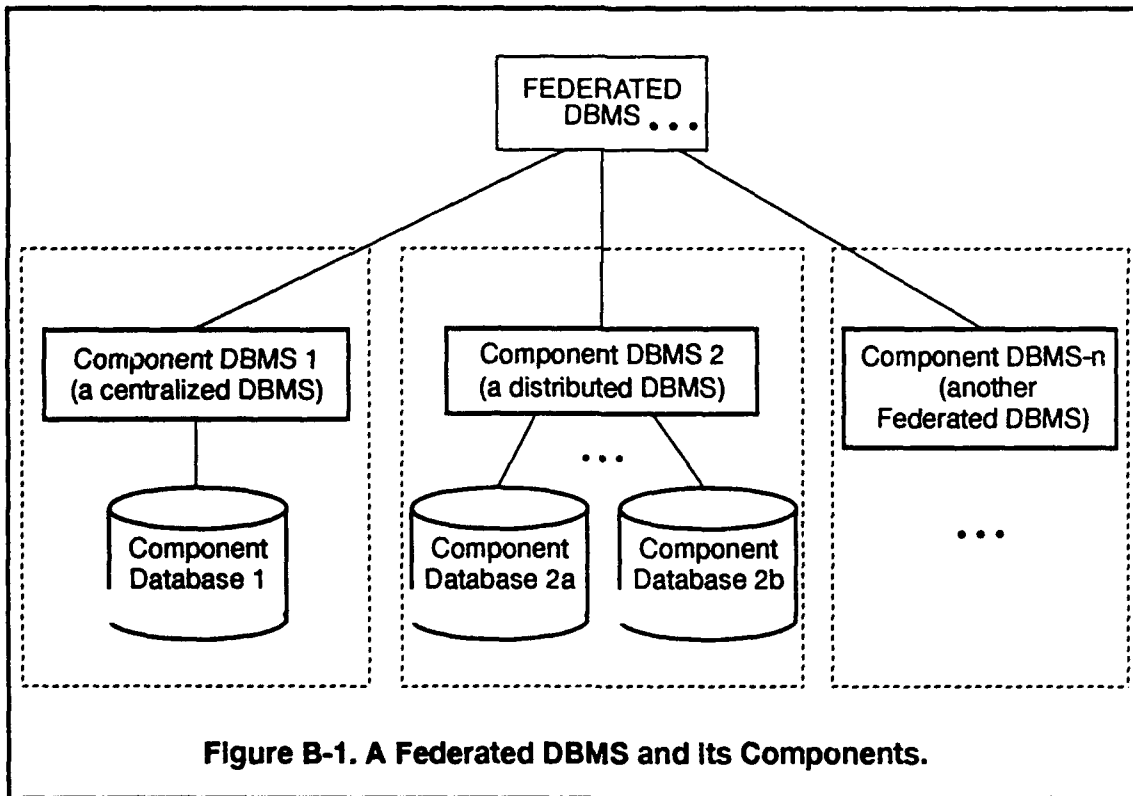 FEDERATED
DBMS ...
Component DBMS 1
(a centralized DBMS)
Component DBMS 2
(a distributed DBMS)
Component DBMS-n
(another
Federated DBMS)
...
Component
Database 1
Component
Database 2a
Component
Database 2b
...
Figure B-1. A Federated DBMS and Its Components.